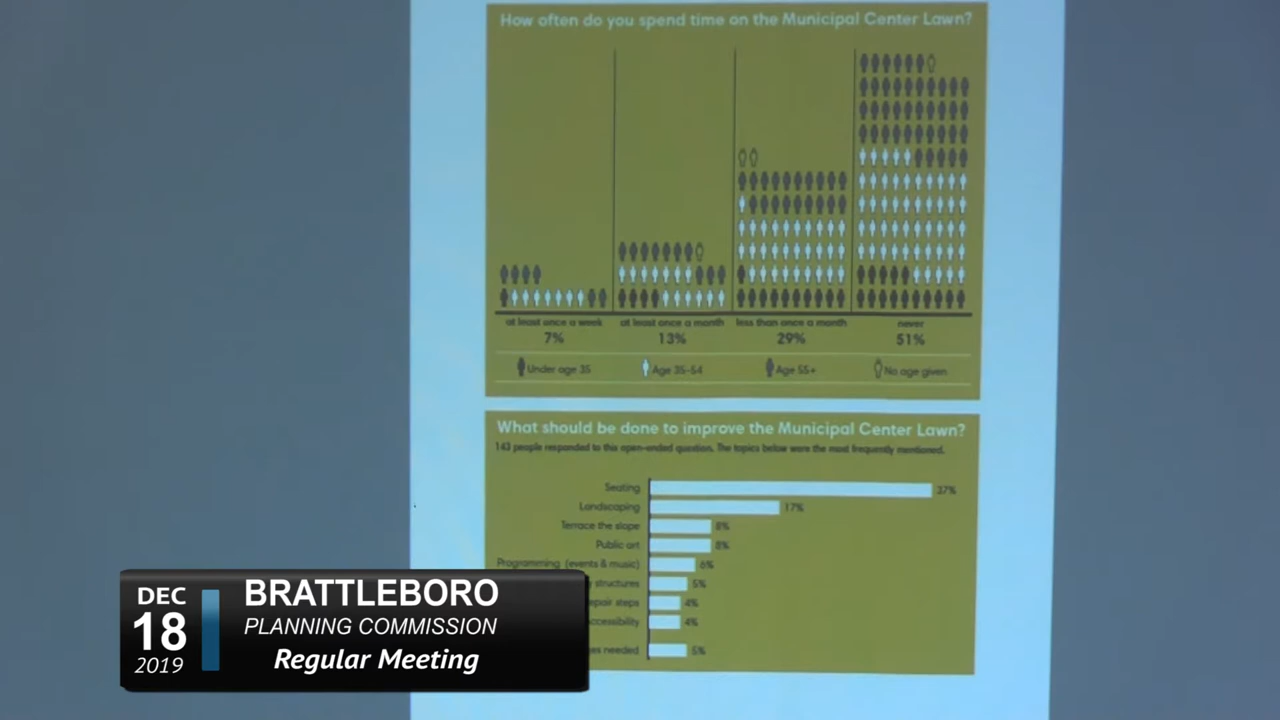 How often do you spend time on the Municipal Center Lawn?
at least once a week
at least once a month
less than once a month
never
7%
13%
29%
51%
Under age 35
Age 35-54
Age 55+
No age given
What should be done to improve the Municipal Center Lawn?
143 people responded to this open-ended question. The topics below were the most frequently mentioned.
Seating 37%
Landscaping 17%
Terrace the slope 8%
Public art 8%
Programming (events & music) 6%
structures 5%
steps 4%
4%
needed 5%
DEC
18
2019
BRATTLEBORO
PLANNING COMMISSION
Regular Meeting